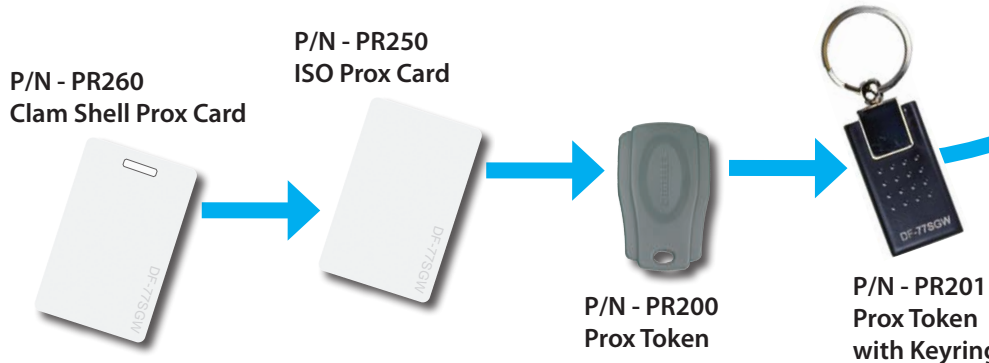 P/N - PR260
Clam Shell Prox Card
P/N - PR250
ISO Prox Card
DF-77SGW
DF-77SGW
DF-77SGW
P/N - PR200
Prox Token
P/N - PR201
Prox Token
with Keyring